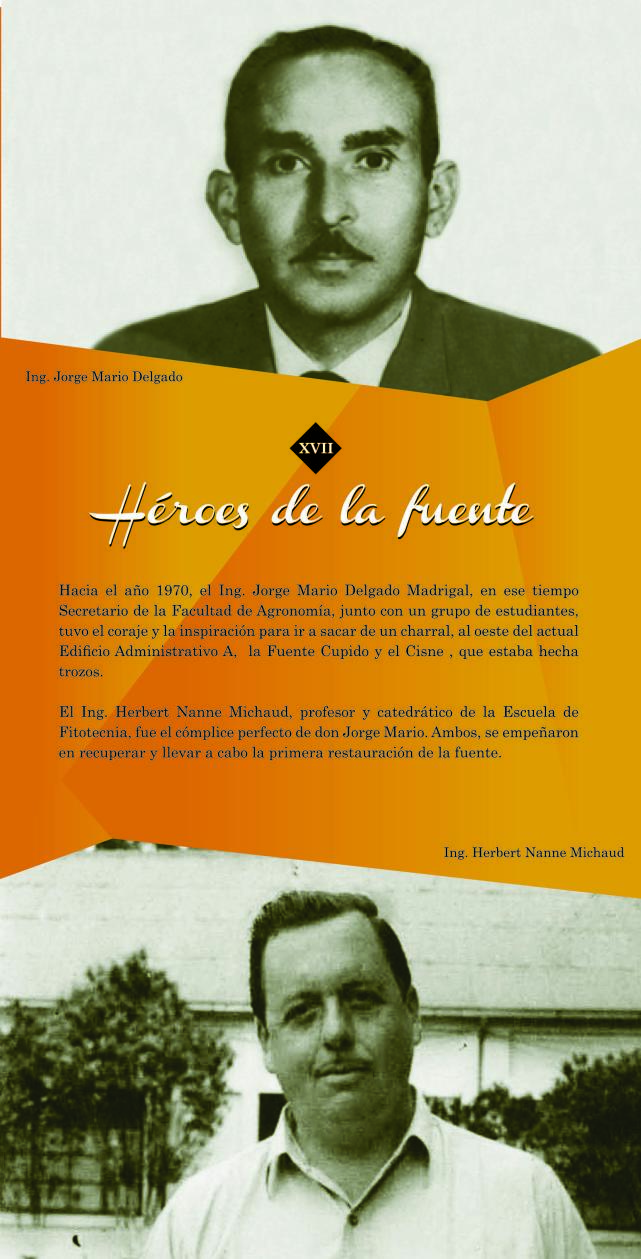 Ing. Jorge Mario Delgado
XVII
Héroes de la fuente
Hacia el año 1970, el Ing. Jorge Mario Delgado Madrigal, en ese tiempo
Secretario de la Facultad de Agronomía, junto con un grupo de estudiantes,
tuvo el coraje y la inspiración para ir a sacar de un charral, al oeste del actual
Edificio Administrativo A, la Fuente Cupido y el Cisne , que estaba hecha
trozos.
El Ing. Herbert Nanne Michaud, profesor y catedrático de la Escuela de
Fitotecnia, fue el cómplice perfecto de don Jorge Mario. Ambos, se empeñaron
en recuperar y llevar a cabo la primera restauración de la fuente.
Ing. Herbert Nanne Michaud